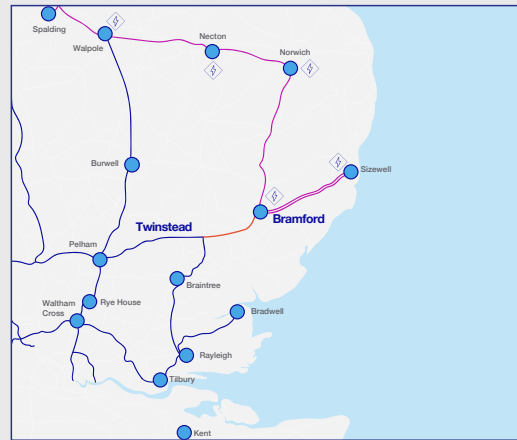 Spalding
Walpole
Necton
Norwich
Burwell
Sizewell
Twinstead
Bramford
Pelham
Braintree
Waltham
Cross
Rye House
Bradwell
Rayleigh
Tilbury
Kent